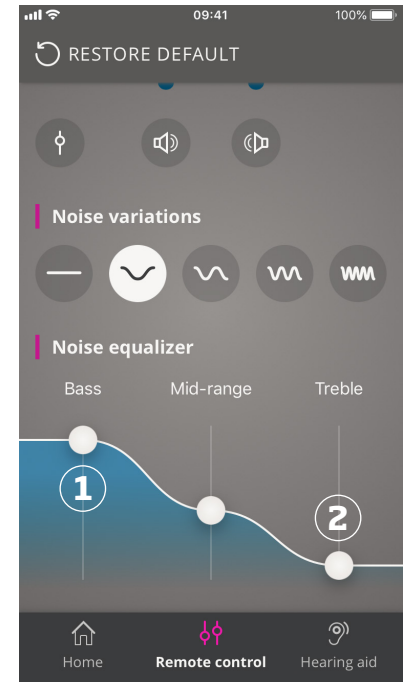 09:41
100%
RESTORE DEFAULT
Noise variations
Noise equalizer
Bass Mid-range Treble
1
2
Home Remote control Hearing aid